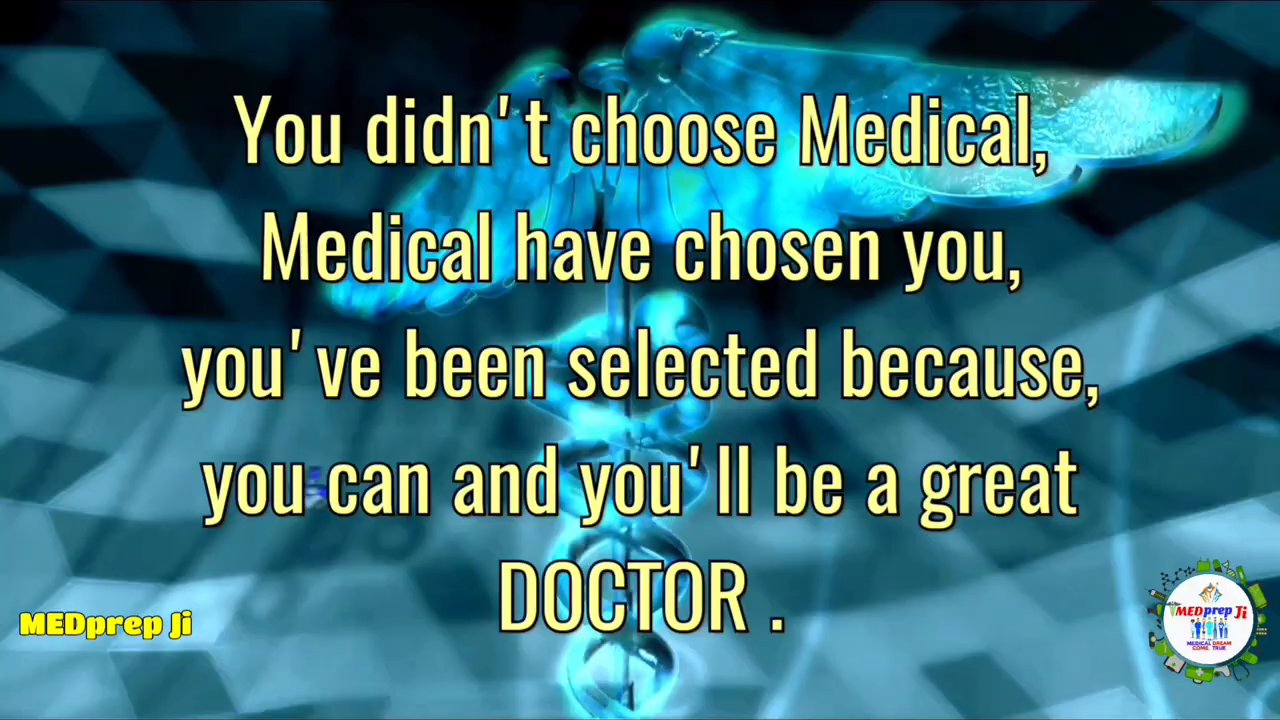 You didn't choose Medical,
Medical have chosen you,
you've been selected because,
you can and you'll be a great
DOCTOR .
MEDprep Ji
MEDprep Ji
MEDICAL DREAM
COME TRUE